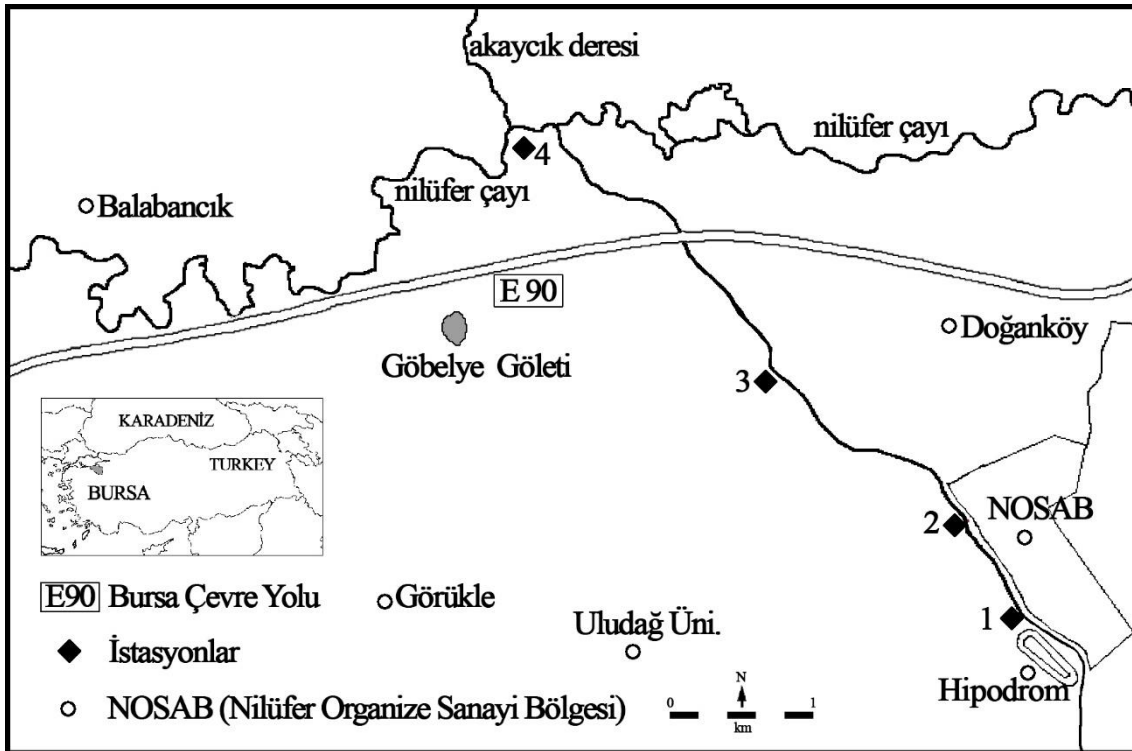 akaycık deresi
nilüfer çayı
4
nilüfer çayı
Balabancık
E 90
Doğanköy
Göbelye Göleti
3
KARADENİZ
TURKEY
BURSA
2
NOSAB
E90 Bursa Çevre Yolu
Görükle
1
Uludağ Üni.
İstasyonlar
Hipodrom
NOSAB (Nilüfer Organize Sanayi Bölgesi)
N
0 1
km